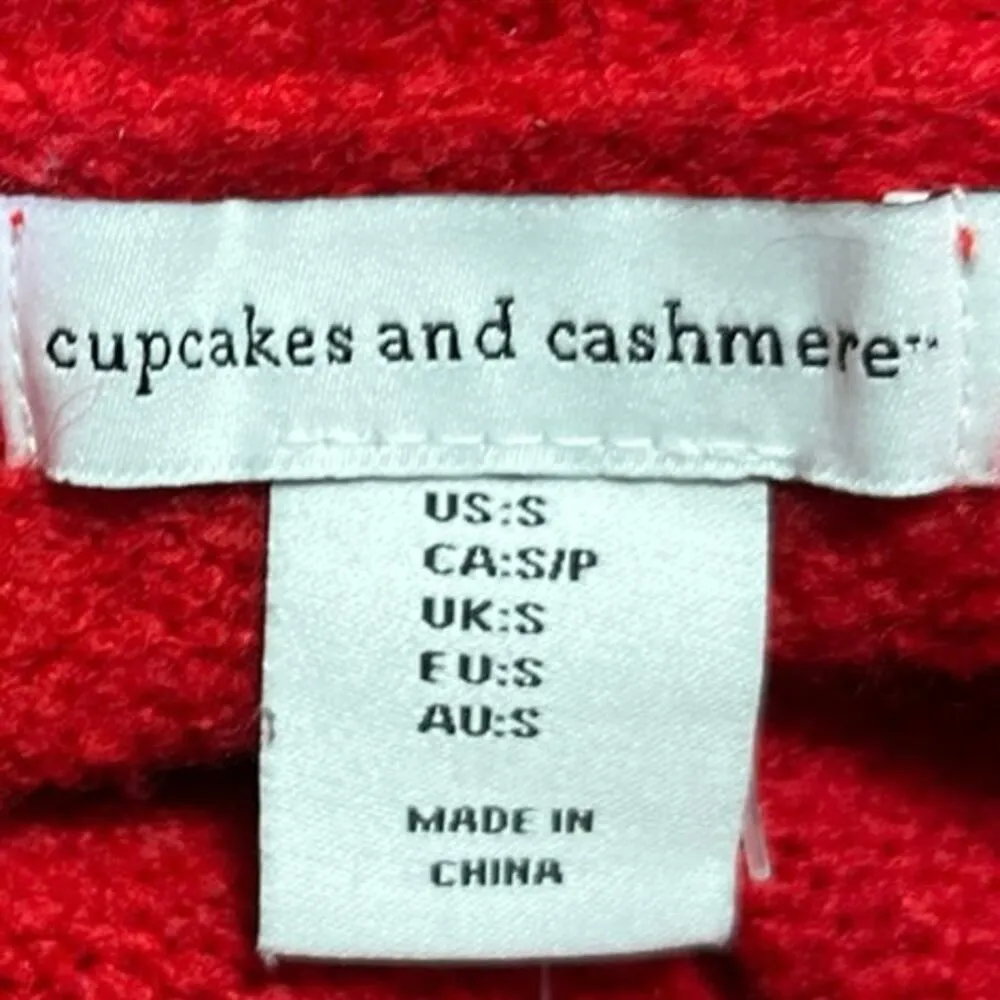 cupcakes and cashmere™
US:S
CA:S/P
UK:S
EU:S
AU:S
MADE IN
CHINA